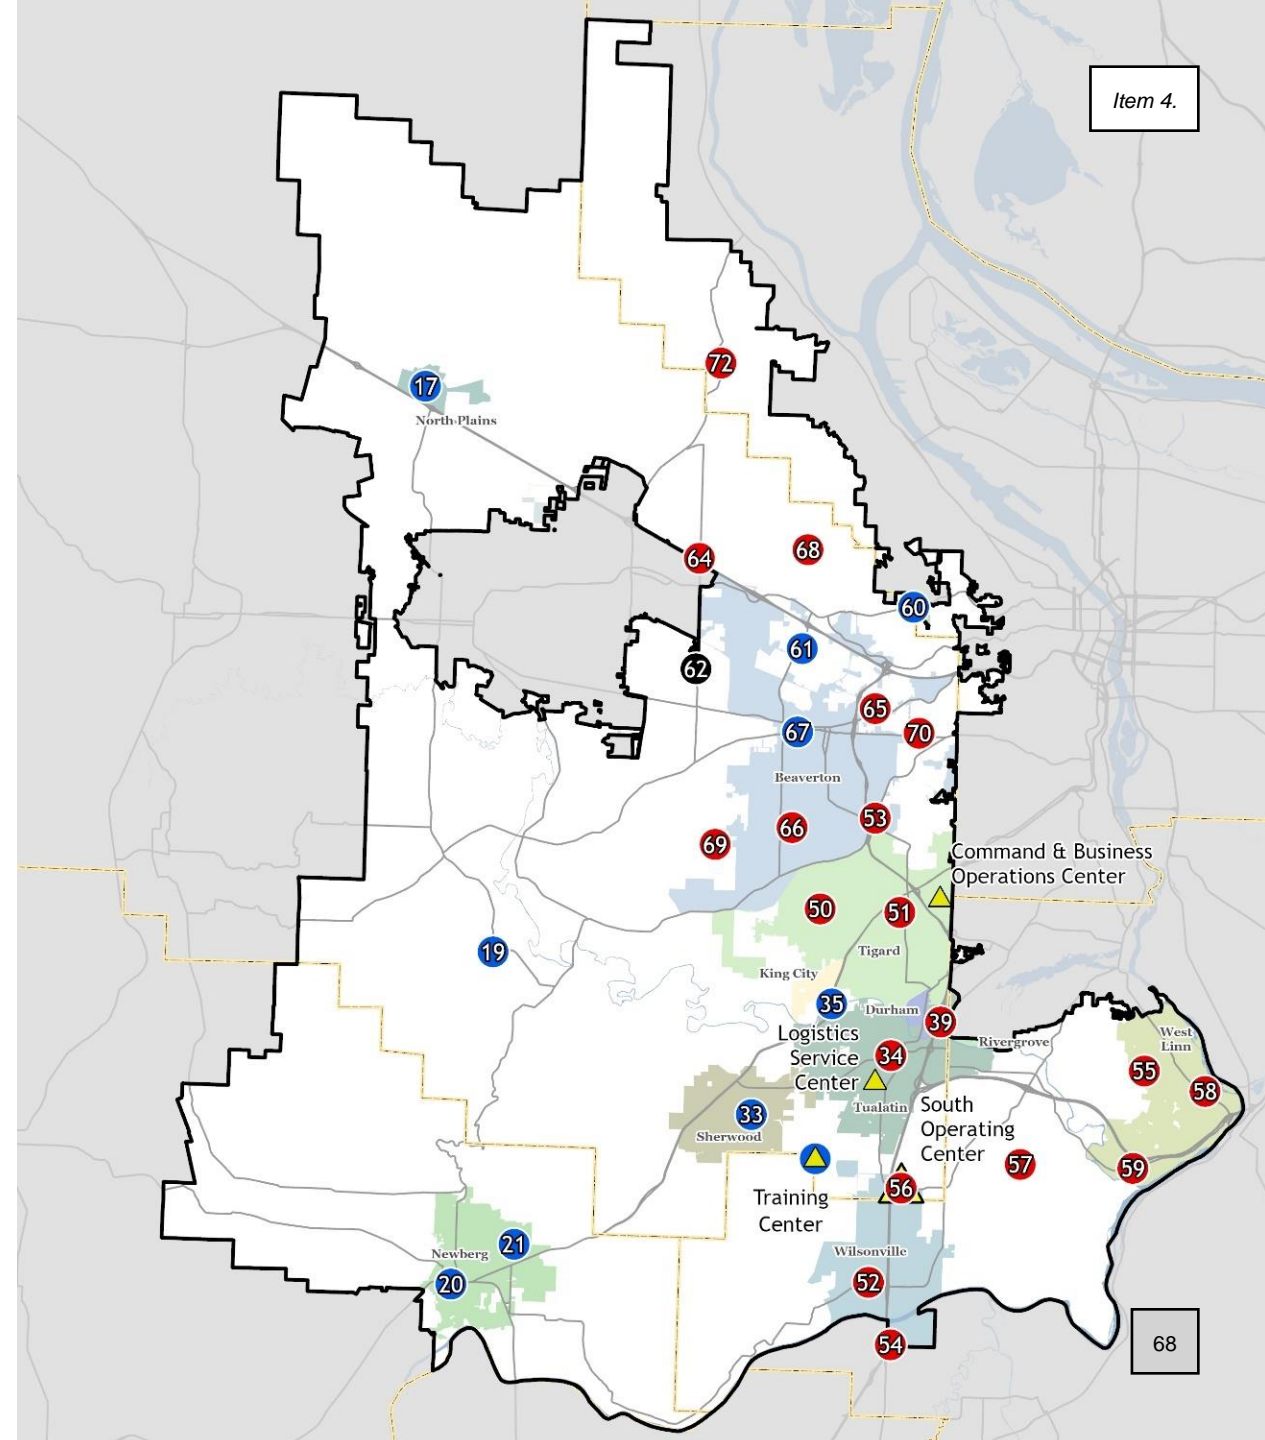 Item 4.
72
17
North Plains
64
68
60
61
62
65
67
70
Beaverton
53
66
69
Command & Business
Operations Center
50
51
19
Tigard
King City
35
Durham
39
Logistics
Service
Center
34
Rivergrove
West
Linn
55
58
Tualatin
South
Operating
Center
33
Sherwood
57
59
56
Training
Center
21
Newberg
20
Wilsonville
52
54
68